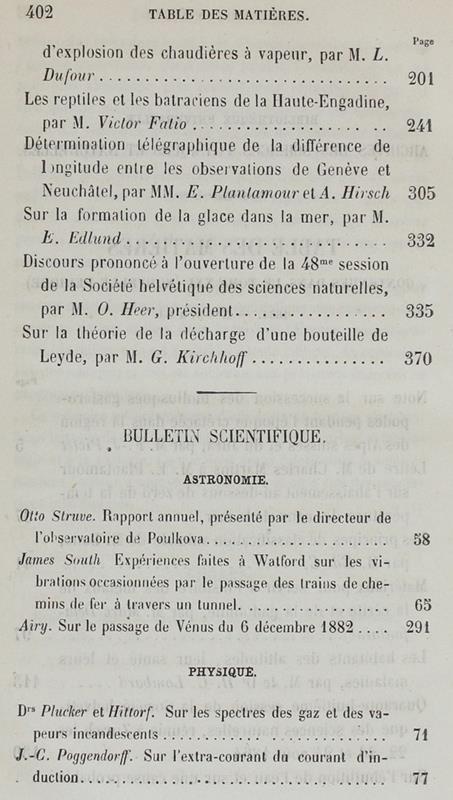 402 TABLE DES MATIÈRES.
Page
d'explosion des chaudières à vapeur, par M. L.
Dufour . . . . . . . . . . . . . . . . . . . . . . . . . . . . . . 201
Les reptiles et les batraciens de la Haute-Engadine,
par M. Victor Fatio . . . . . . . . . . . . . . . . . . . 241
Détermination télégraphique de la différence de
longitude entre les observations de Genève et
Neuchâtel, par MM. E. Plantamour et A. Hirsch 305
Sur la formation de la glace dans la mer, par M.
E. Edlund . . . . . . . . . . . . . . . . . . . . . . . . . . . 332
Discours prononcé à l'ouverture de la 48me session
de la Société helvétique des sciences naturelles,
par M. O. Heer, président . . . . . . . . . . . . . . . 335
Sur la théorie de la décharge d'une bouteille de
Leyde, par M. G. Kirchhoff . . . . . . . . . . . . . . 370
BULLETIN SCIENTIFIQUE.
ASTRONOMIE.
Otto Struve. Rapport annuel, présenté par le directeur de
l'observatoire de Poulkova . . . . . . . . . . . . . . . . . . . . 58
James South Expériences faites à Watford sur les vi-
brations occasionnées par le passage des trains de che-
mins de fer à travers un tunnel . . . . . . . . . . . . . . . . . 65
Airy. Sur le passage de Vénus du 6 décembre 1882 . . . . 291
PHYSIQUE.
Drs Plucker et Hittorf. Sur les spectres des gaz et des va-
peurs incandescents . . . . . . . . . . . . . . . . . . . . . . . . . 71
J.-C. Poggendorff. Sur l'extra-courant du courant d'in-
duction . . . . . . . . . . . . . . . . . . . . . . . . . . . . . . . . . 77